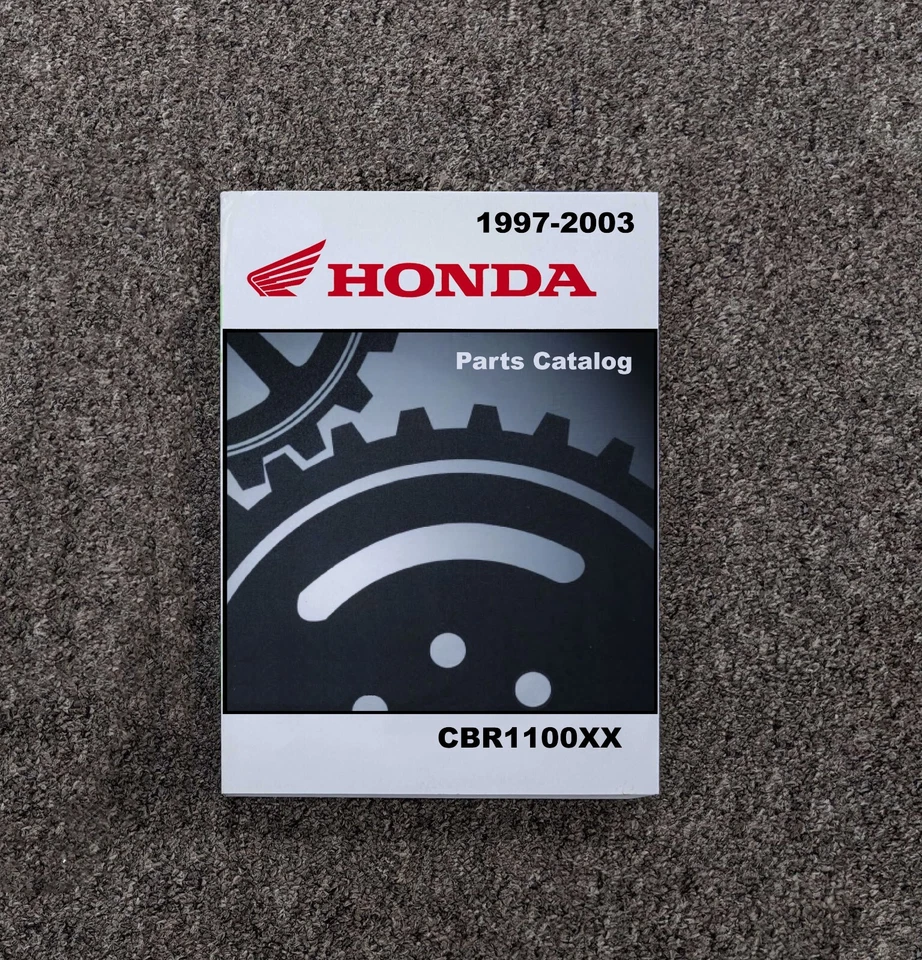 1997-2003
HONDA
Parts Catalog
CBR1100XX